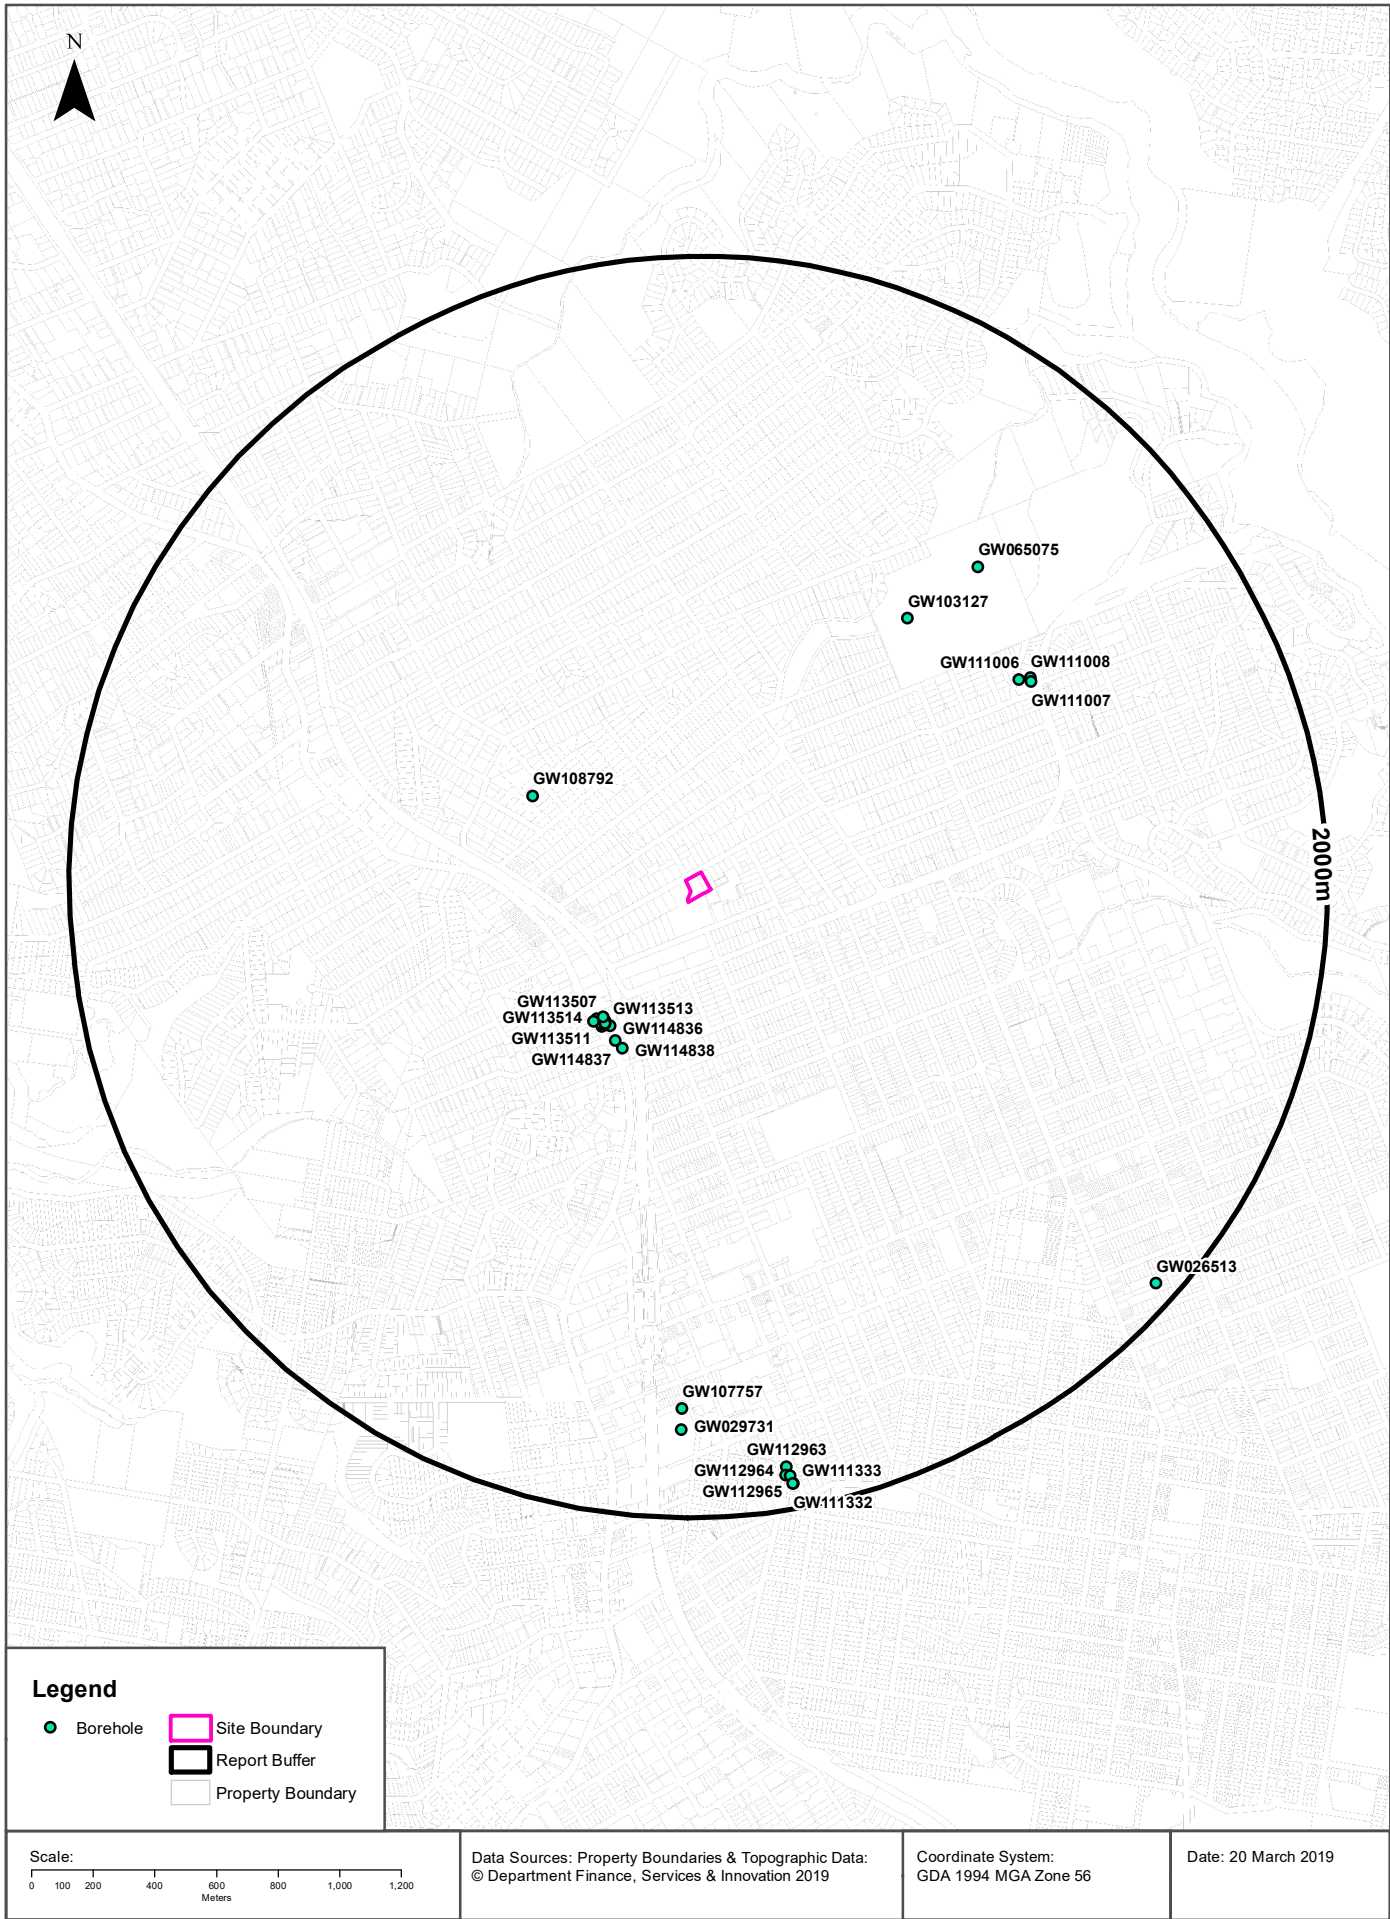 N
GW065075
GW103127
GW111006
GW111008
GW111007
GW108792
2000m
GW113507
GW113513
GW113514
GW114836
GW113511
GW114838
GW114837
GW026513
GW107757
GW029731
GW112963
GW112964
GW111333
GW112965
GW111332
Legend
Borehole
Site Boundary
Report Buffer
Property Boundary
Scale:
0 100 200 400 600 800 1,000 1,200
Meters
Data Sources: Property Boundaries & Topographic Data:
© Department Finance, Services & Innovation 2019
Coordinate System:
GDA 1994 MGA Zone 56
Date: 20 March 2019